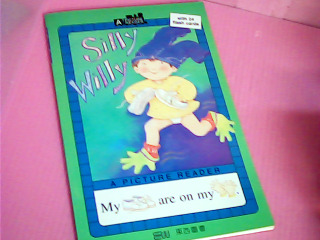 with 24
flash cards
Silly
Willy
A PICTURE READER
My are on my .
東西圖書